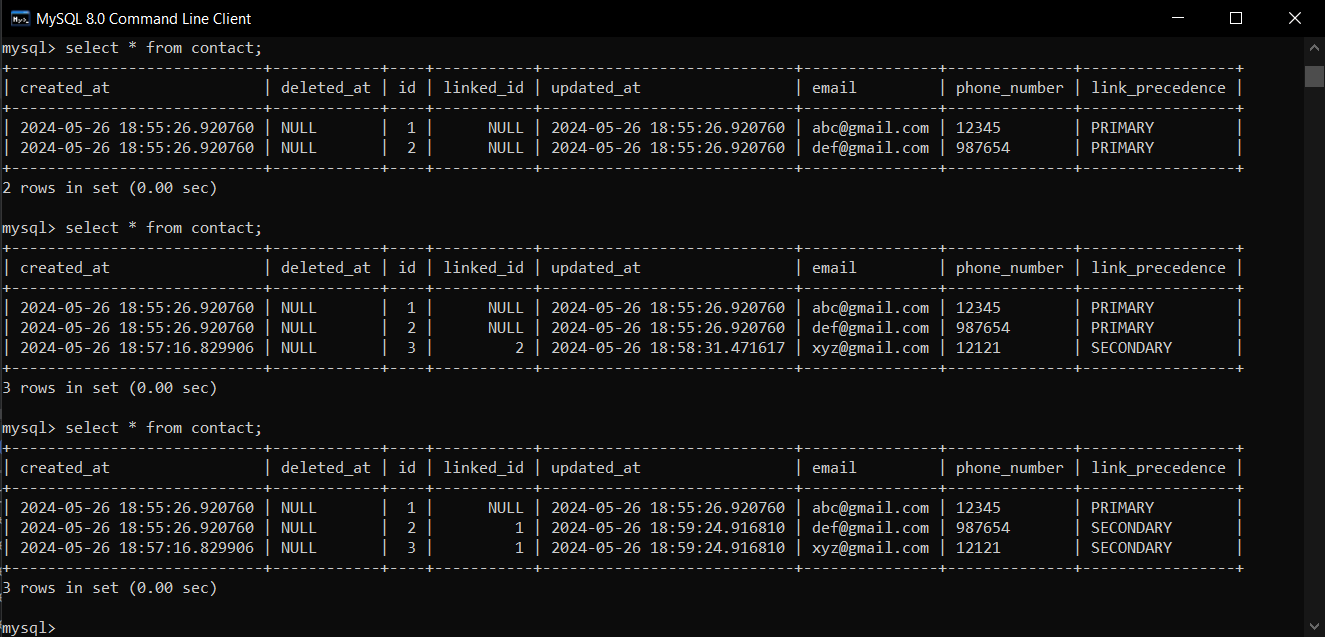 MySQL 8.0 Command Line Client
mysql> select * from contact;
+----------------------------+------------+----+-----------+----------------------------+---------------+--------------+-----------------+
| created_at                 | deleted_at | id | linked_id | updated_at                 | email         | phone_number | link_precedence |
+----------------------------+------------+----+-----------+----------------------------+---------------+--------------+-----------------+
| 2024-05-26 18:55:26.920760 | NULL       |  1 |      NULL | 2024-05-26 18:55:26.920760 | abc@gmail.com | 12345        | PRIMARY         |
| 2024-05-26 18:55:26.920760 | NULL       |  2 |      NULL | 2024-05-26 18:55:26.920760 | def@gmail.com | 987654       | PRIMARY         |
+----------------------------+------------+----+-----------+----------------------------+---------------+--------------+-----------------+
2 rows in set (0.00 sec)

mysql> select * from contact;
+----------------------------+------------+----+-----------+----------------------------+---------------+--------------+-----------------+
| created_at                 | deleted_at | id | linked_id | updated_at                 | email         | phone_number | link_precedence |
+----------------------------+------------+----+-----------+----------------------------+---------------+--------------+-----------------+
| 2024-05-26 18:55:26.920760 | NULL       |  1 |      NULL | 2024-05-26 18:55:26.920760 | abc@gmail.com | 12345        | PRIMARY         |
| 2024-05-26 18:55:26.920760 | NULL       |  2 |      NULL | 2024-05-26 18:55:26.920760 | def@gmail.com | 987654       | PRIMARY         |
| 2024-05-26 18:57:16.829906 | NULL       |  3 |         2 | 2024-05-26 18:58:31.471617 | xyz@gmail.com | 12121        | SECONDARY       |
+----------------------------+------------+----+-----------+----------------------------+---------------+--------------+-----------------+
3 rows in set (0.00 sec)

mysql> select * from contact;
+----------------------------+------------+----+-----------+----------------------------+---------------+--------------+-----------------+
| created_at                 | deleted_at | id | linked_id | updated_at                 | email         | phone_number | link_precedence |
+----------------------------+------------+----+-----------+----------------------------+---------------+--------------+-----------------+
| 2024-05-26 18:55:26.920760 | NULL       |  1 |      NULL | 2024-05-26 18:55:26.920760 | abc@gmail.com | 12345        | PRIMARY         |
| 2024-05-26 18:55:26.920760 | NULL       |  2 |         1 | 2024-05-26 18:59:24.916810 | def@gmail.com | 987654       | SECONDARY       |
| 2024-05-26 18:57:16.829906 | NULL       |  3 |         1 | 2024-05-26 18:59:24.916810 | xyz@gmail.com | 12121        | SECONDARY       |
+----------------------------+------------+----+-----------+----------------------------+---------------+--------------+-----------------+
3 rows in set (0.00 sec)

mysql>